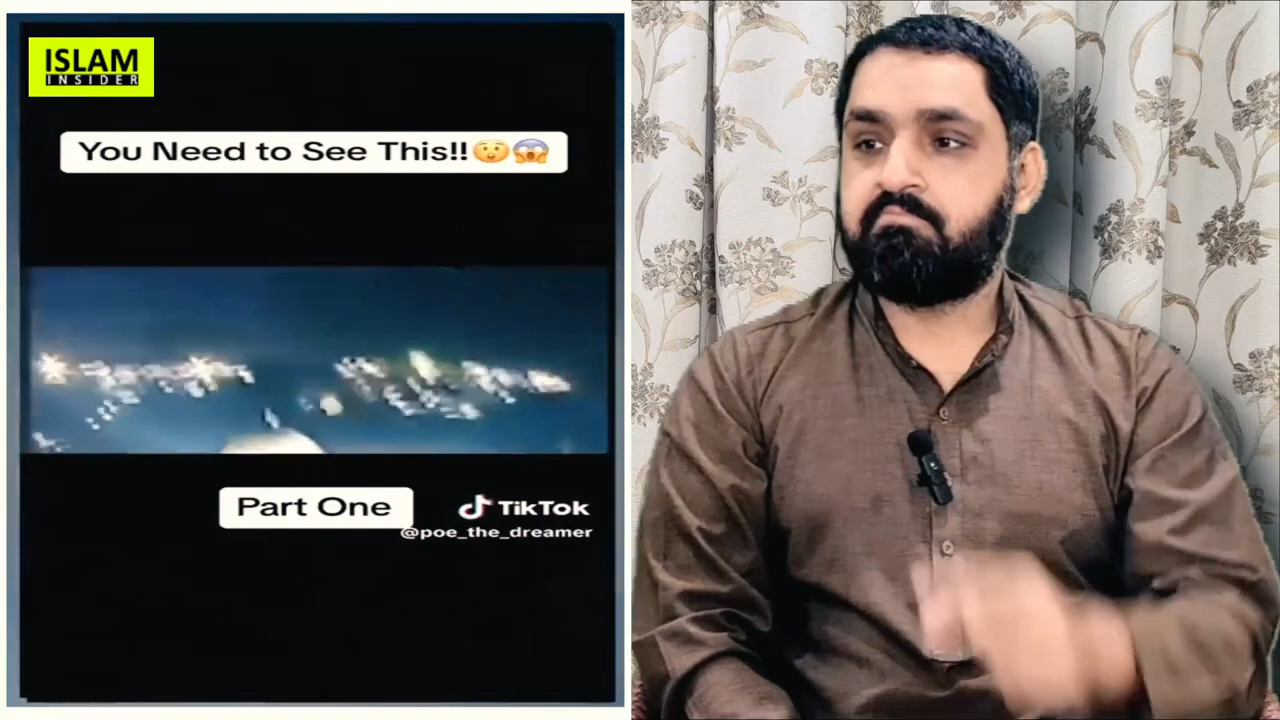 ISLAM
INSIDER
You Need to See This!!😲😱
Part One
TikTok
@poe_the_dreamer